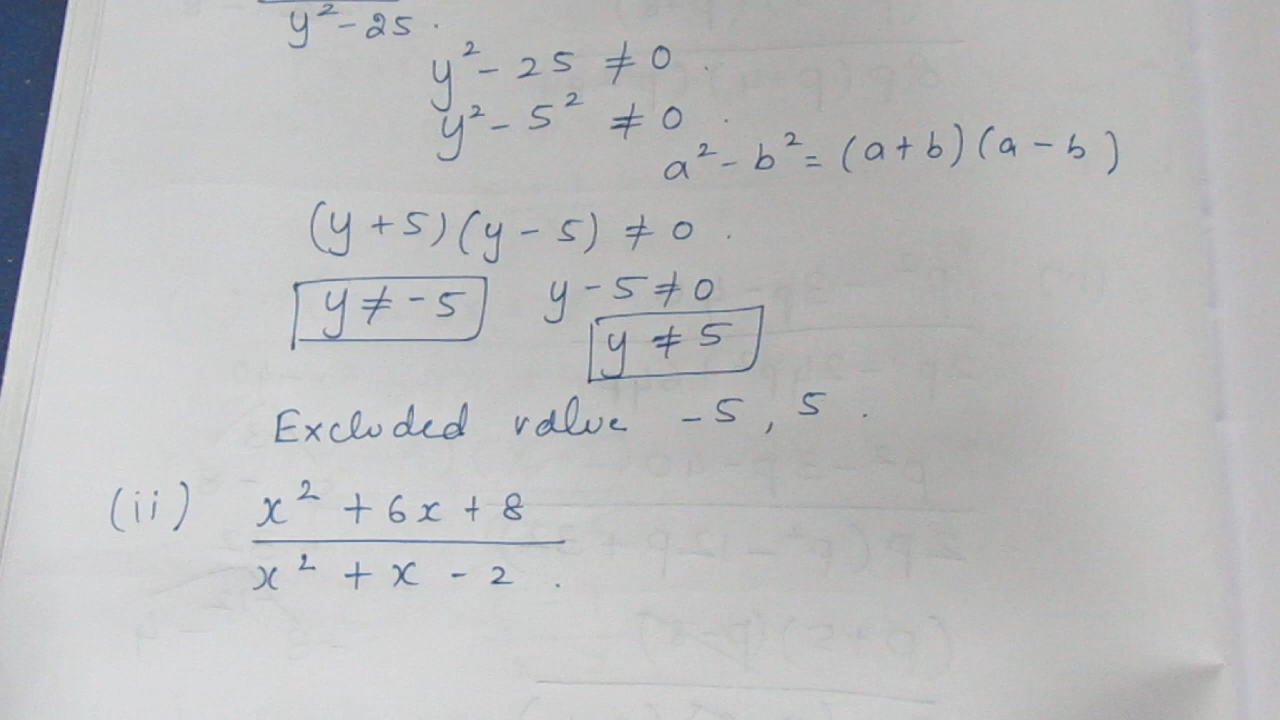 y² - 25 .
y² - 25 ≠ 0 .
y² - 5² ≠ 0 .
a² - b² = (a + b) (a - b)
(y + 5) (y - 5) ≠ 0 .
y ≠ -5 y - 5 ≠ 0
y ≠ 5
Excluded value -5 , 5 .
(ii) x² + 6x + 8
x² + x - 2 .